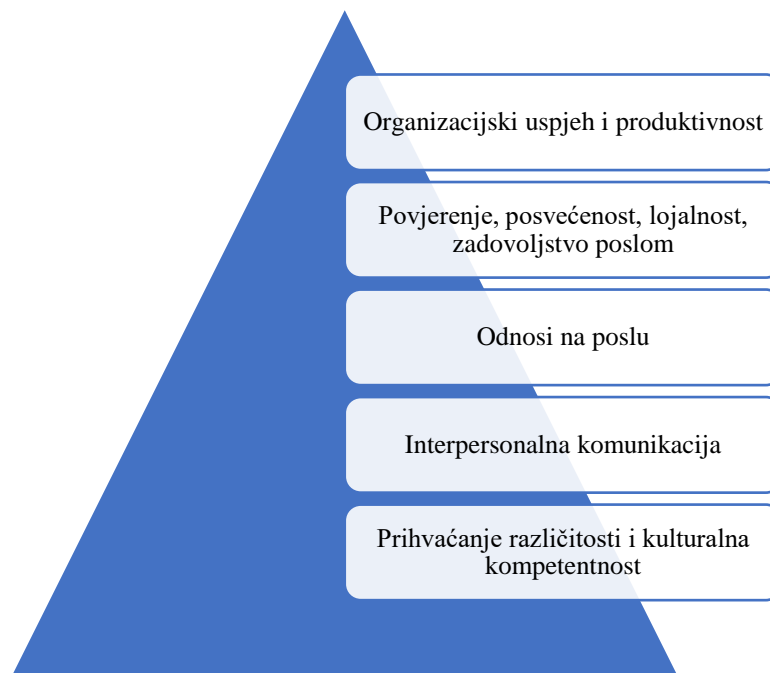 Organizacijski uspjeh i produktivnost
Povjerenje, posvećenost, lojalnost,
zadovoljstvo poslom
Odnosi na poslu
Interpersonalna komunikacija
Prihvaćanje različitosti i kulturalna
kompetentnost